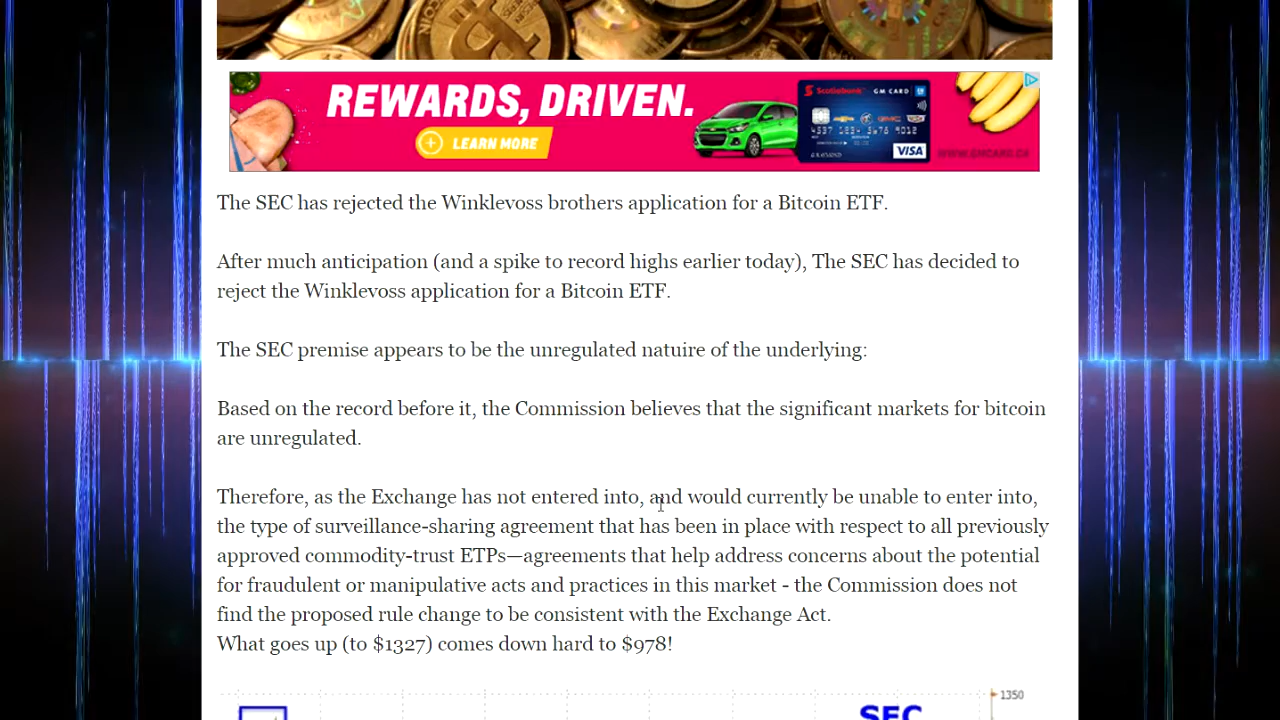 REWARDS, DRIVEN.
LEARN MORE
Scotiabank GM CARD
4537 1234 5678 9012
VISA
WWW.GMCARD.CA
The SEC has rejected the Winklevoss brothers application for a Bitcoin ETF.
After much anticipation (and a spike to record highs earlier today), The SEC has decided to
reject the Winklevoss application for a Bitcoin ETF.
The SEC premise appears to be the unregulated natuire of the underlying:
Based on the record before it, the Commission believes that the significant markets for bitcoin
are unregulated.
Therefore, as the Exchange has not entered into, and would currently be unable to enter into,
the type of surveillance-sharing agreement that has been in place with respect to all previously
approved commodity-trust ETPs—agreements that help address concerns about the potential
for fraudulent or manipulative acts and practices in this market - the Commission does not
find the proposed rule change to be consistent with the Exchange Act.
What goes up (to $1327) comes down hard to $978!
1350
SEC